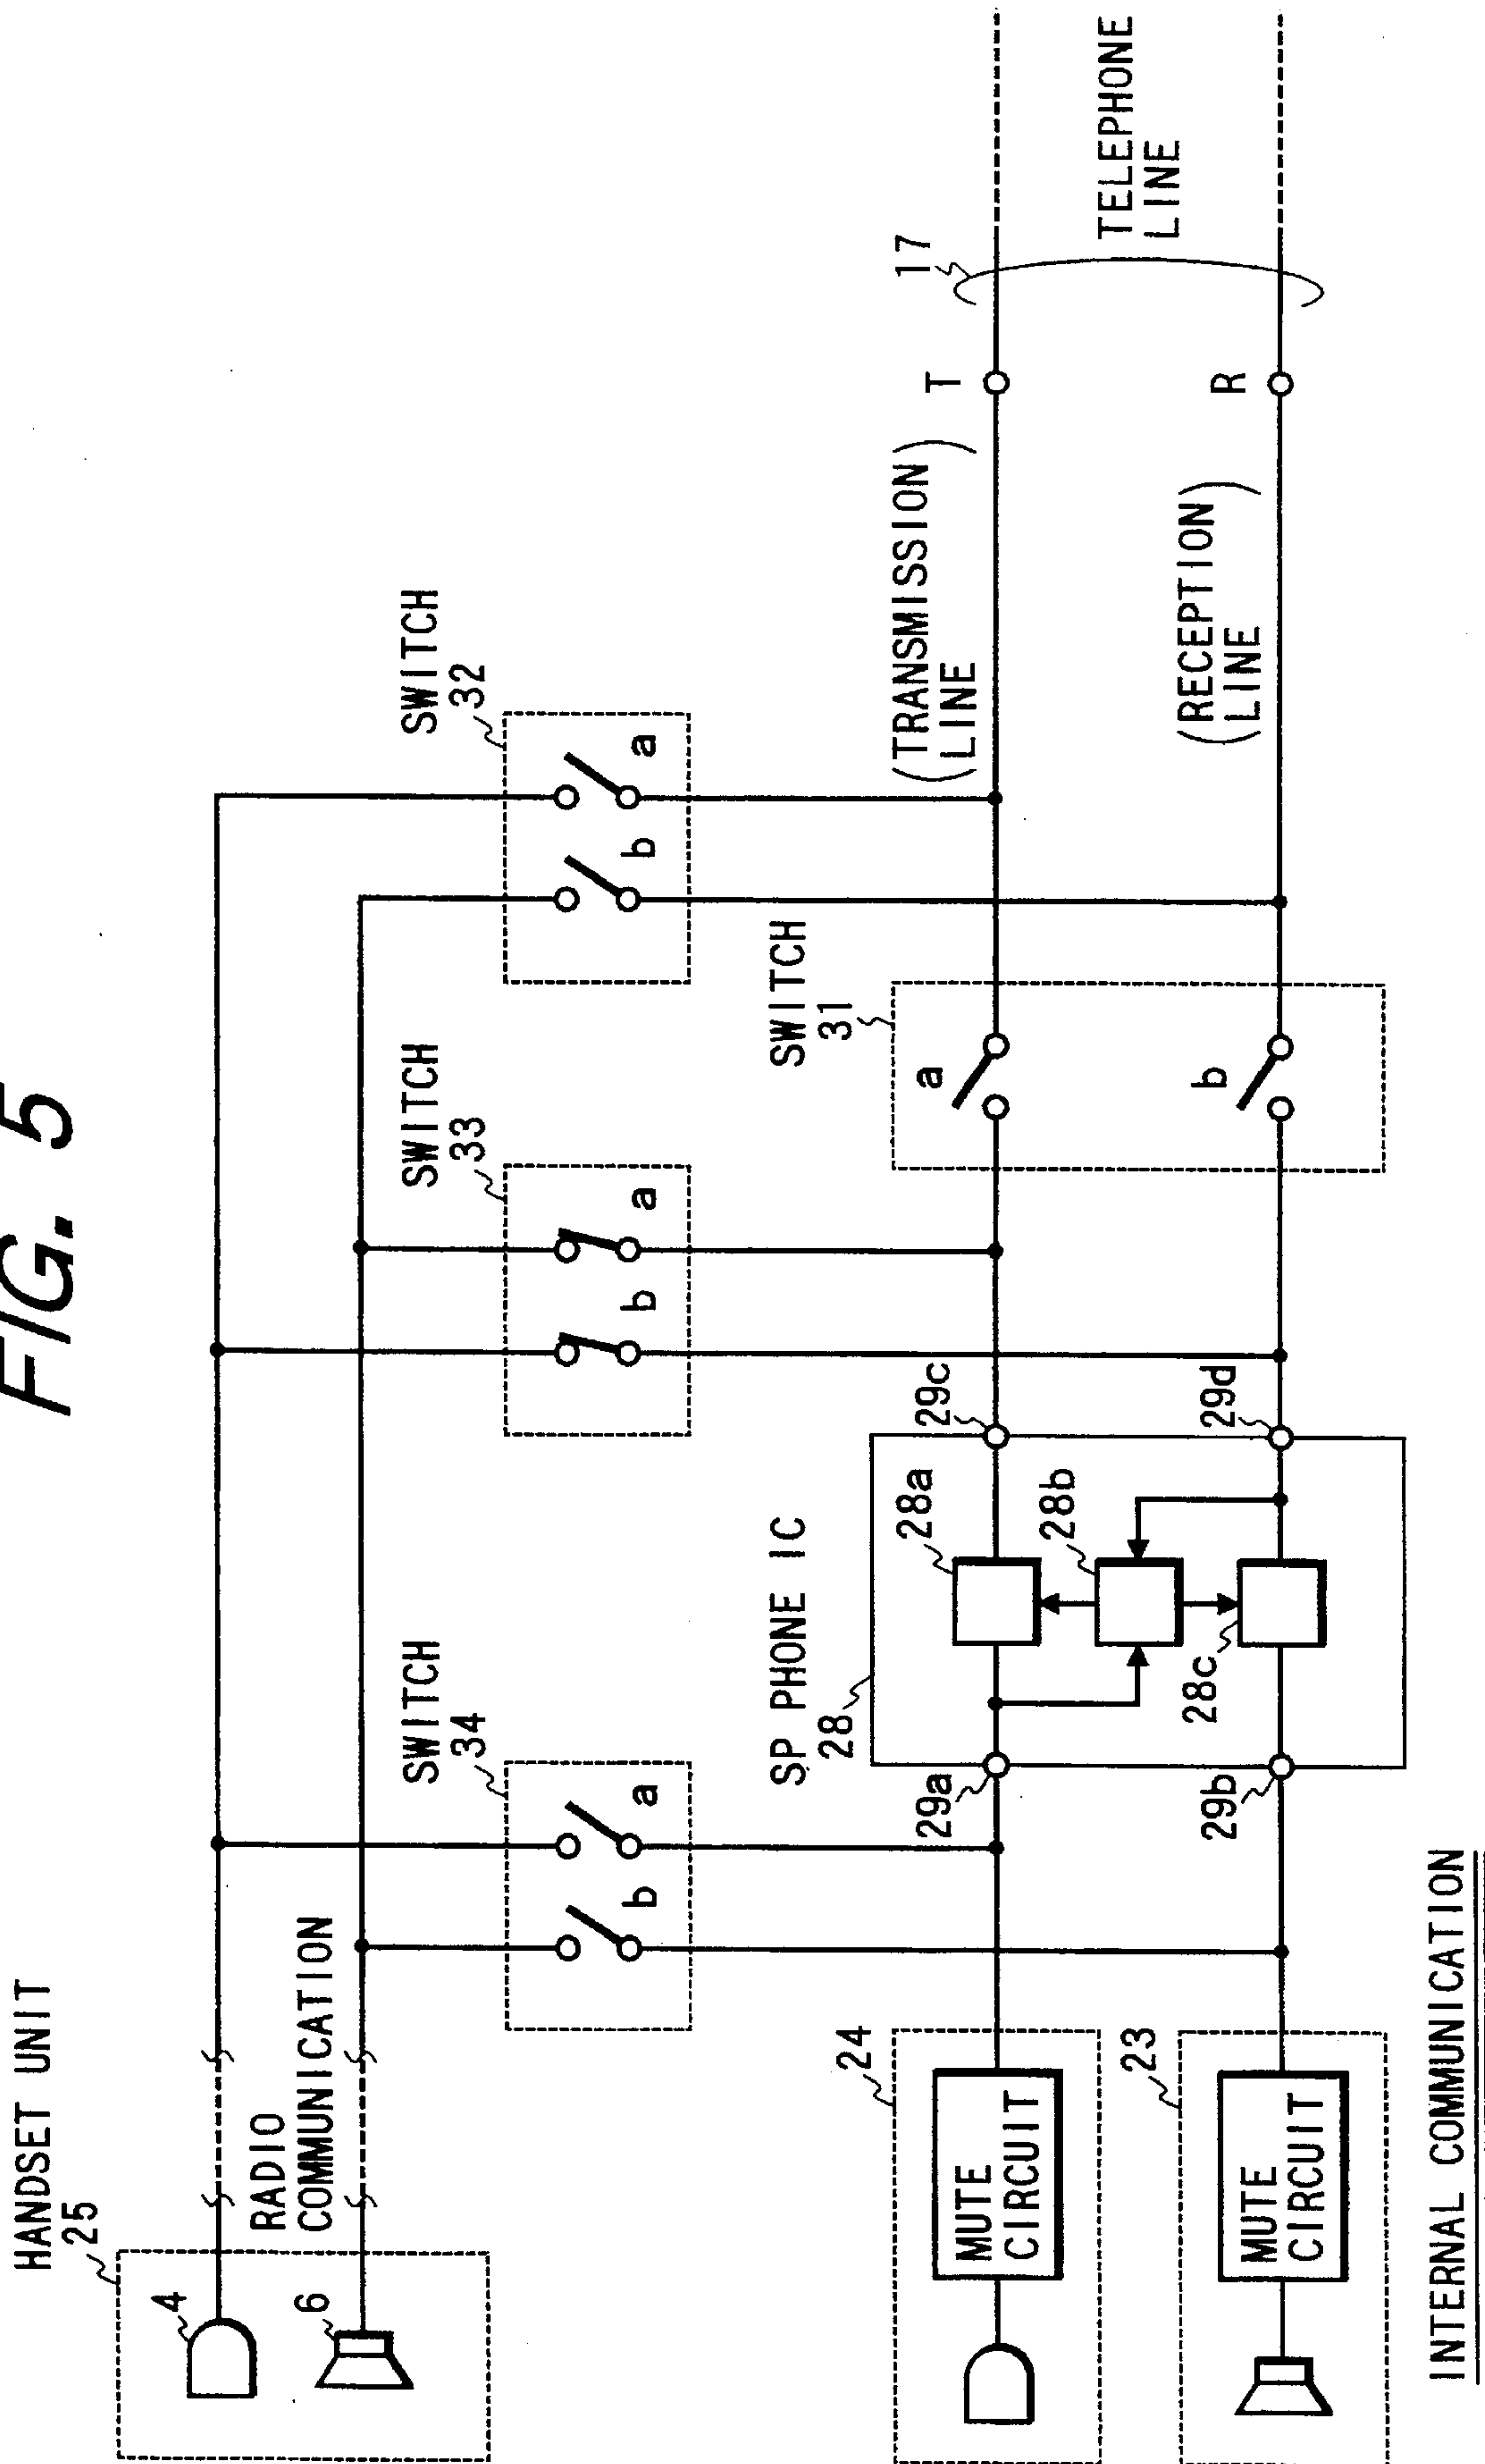 FIG. 5
HANDSET UNIT
25
4
6
RADIO
COMMUNICATION
SWITCH
34
a
b
SWITCH
33
a
b
SWITCH
32
a
b
SWITCH
31
a
b
SP PHONE IC
28
28a
28b
28c
29a
29b
29c
29d
24
MUTE
CIRCUIT
23
MUTE
CIRCUIT
(TRANSMISSION)
LINE
(RECEPTION)
LINE
T
R
17
TELEPHONE
LINE
INTERNAL COMMUNICATION